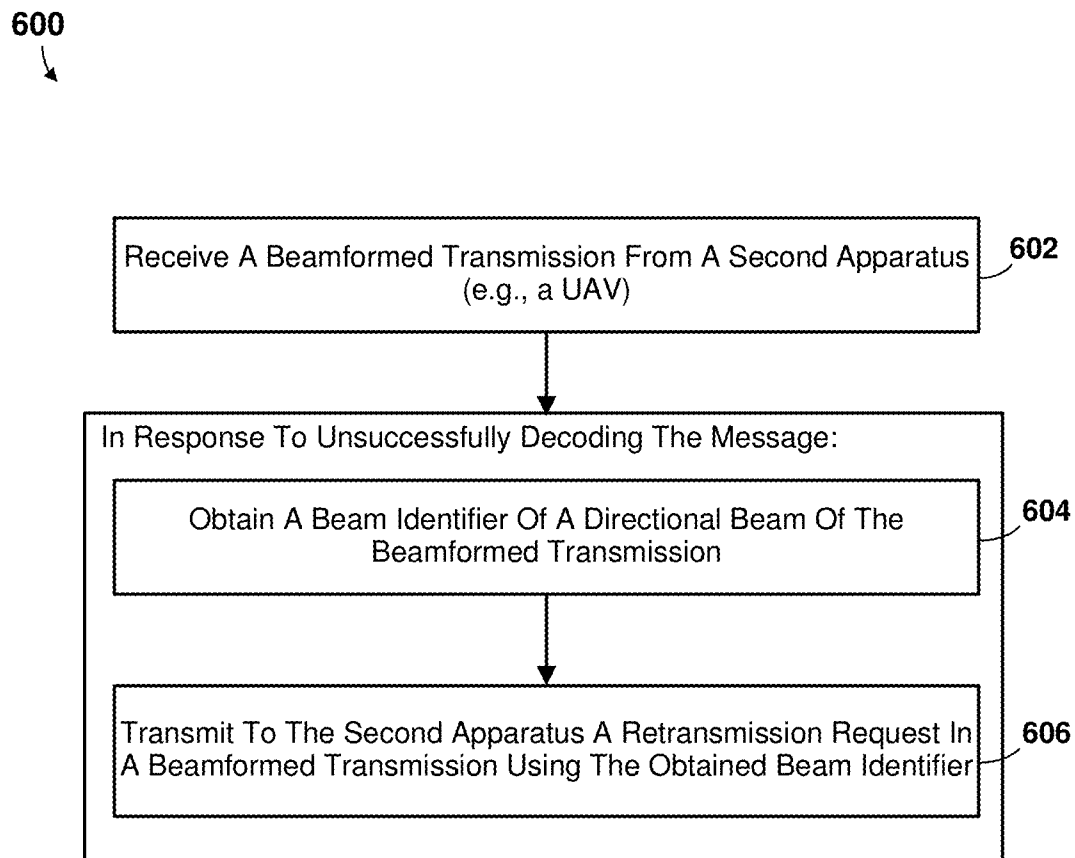 600
Receive A Beamformed Transmission From A Second Apparatus
(e.g., a UAV)
602
In Response To Unsuccessfully Decoding The Message:
Obtain A Beam Identifier Of A Directional Beam Of The
Beamformed Transmission
604
Transmit To The Second Apparatus A Retransmission Request In
A Beamformed Transmission Using The Obtained Beam Identifier
606